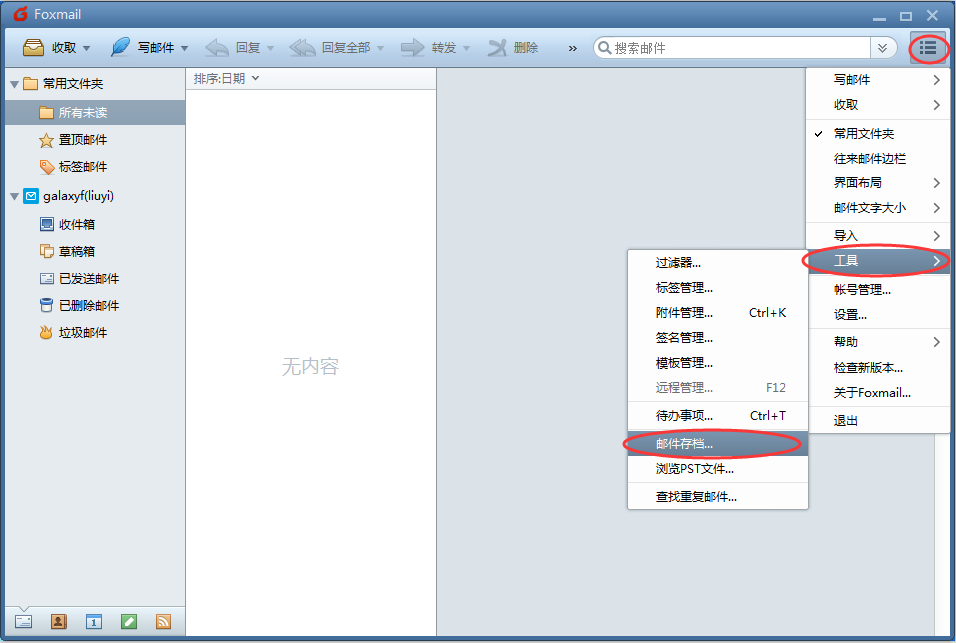 Foxmail
收取 写邮件 回复 回复全部 转发 删除 » 搜索邮件
常用文件夹
所有未读
置顶邮件
标签邮件
galaxyf(liuyi)
收件箱
草稿箱
已发送邮件
已删除邮件
垃圾邮件
1
排序:日期
无内容
写邮件
收取
常用文件夹
往来邮件边栏
界面布局
邮件文字大小
导入
工具
帐号管理...
设置...
帮助
检查新版本...
关于Foxmail...
退出
过滤器...
标签管理...
附件管理... Ctrl+K
签名管理...
模板管理...
远程管理... F12
待办事项... Ctrl+T
邮件存档...
浏览PST文件...
查找重复邮件...